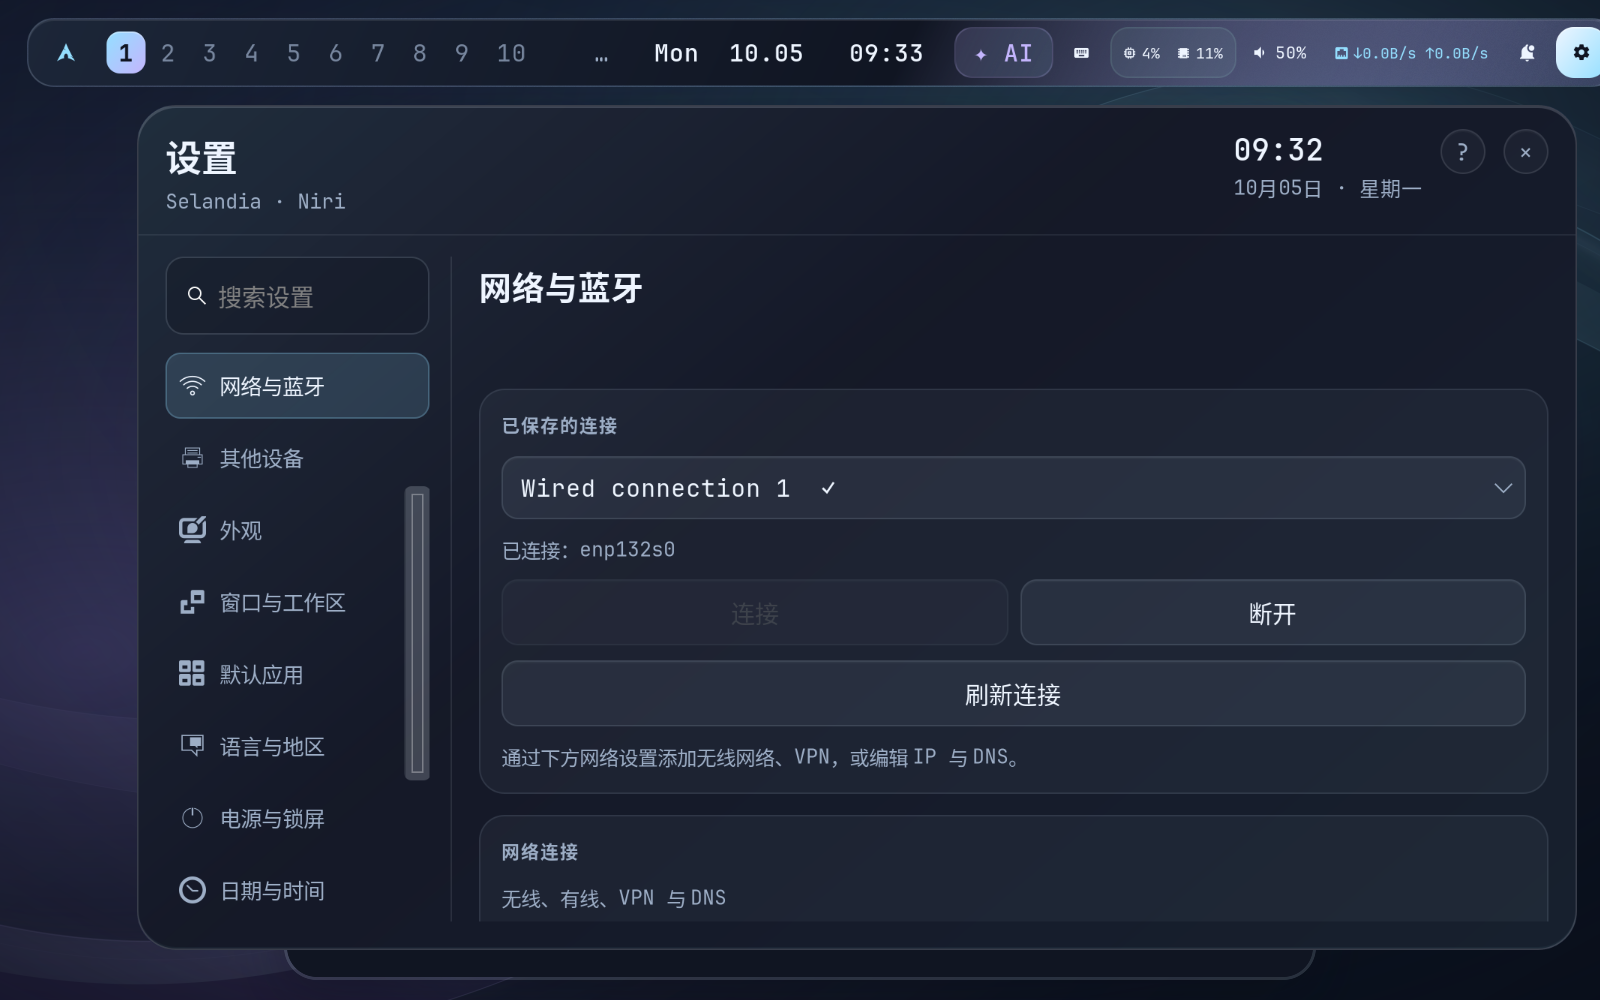 1 2 3 4 5 6 7 8 9 10 … Mon 10.05 09:33 ✦ AI 4% 11% 50% ↓0.0B/s ↑0.0B/s
设置
Selandia · Niri
09:32
10月05日 · 星期一
?
×
搜索设置
网络与蓝牙
其他设备
外观
窗口与工作区
默认应用
语言与地区
电源与锁屏
日期与时间
网络与蓝牙
已保存的连接
Wired connection 1 ✓
已连接: enp132s0
连接
断开
刷新连接
通过下方网络设置添加无线网络、VPN，或编辑 IP 与 DNS。
网络连接
无线、有线、VPN 与 DNS